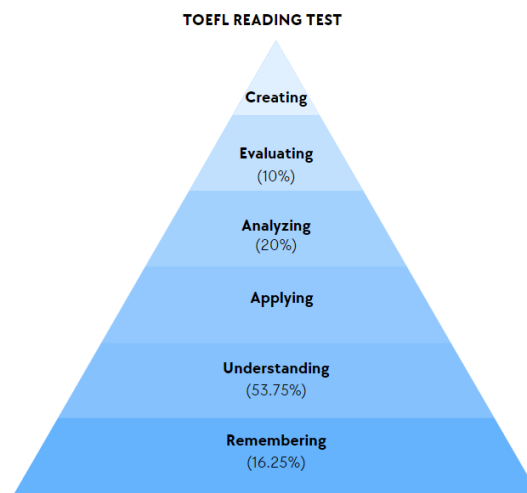 TOEFL READING TEST
Creating
Evaluating
(10%)
Analyzing
(20%)
Applying
Understanding
(53.75%)
Remembering
(16.25%)